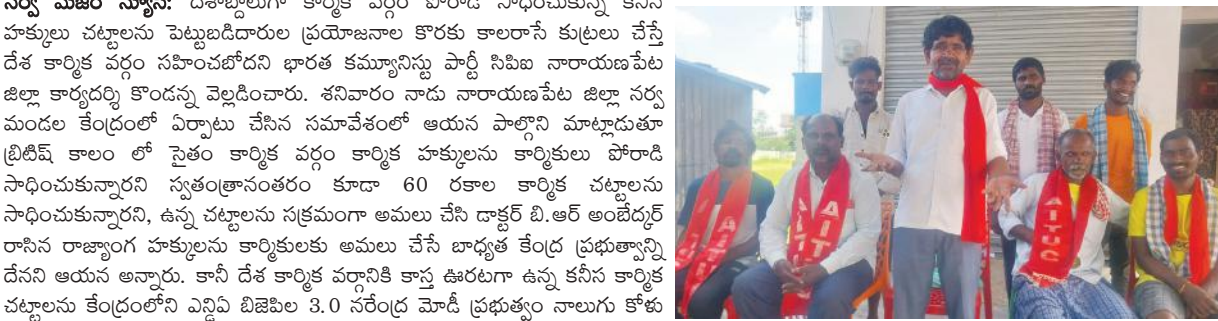 నర్వ మజం న్యూస్: దశాబ్దాలుగా కార్మిక వర్గం పోరాడి సాధించుకున్న కనీస
హక్కులు చట్టాలను పెట్టుబడిదారుల ప్రయోజనాల కొరకు కాలరాసే కుట్రలు చేస్తే
దేశ కార్మిక వర్గం సహించబోదని భారత కమ్యూనిస్టు పార్టీ సిపిఐ నారాయణపేట
జిల్లా కార్యదర్శి కొండన్న వెల్లడించారు. శనివారం నాడు నారాయణపేట జిల్లా నర్వ
మండల కేంద్రంలో ఏర్పాటు చేసిన సమావేశంలో ఆయన పాల్గొని మాట్లాడుతూ
బ్రిటిష్ కాలం లో సైతం కార్మిక వర్గం కార్మిక హక్కులను కార్మికులు పోరాడి
సాధించుకున్నారని స్వతంత్రానంతరం కూడా 60 రకాల కార్మిక చట్టాలను
సాధించుకున్నారని, ఉన్న చట్టాలను సక్రమంగా అమలు చేసి డాక్టర్ బి.ఆర్ అంబేద్కర్
రాసిన రాజ్యాంగ హక్కులను కార్మికులకు అమలు చేసే బాధ్యత కేంద్ర ప్రభుత్వాన్ని
దేనని ఆయన అన్నారు. కానీ దేశ కార్మిక వర్గానికి కాస్త ఊరటగా ఉన్న కనీస కార్మిక
చట్టాలను కేంద్రంలోని ఎన్డిఏ బిజెపిల 3.0 నరేంద్ర మోడీ ప్రభుత్వం నాలుగు కోళు
AITUC